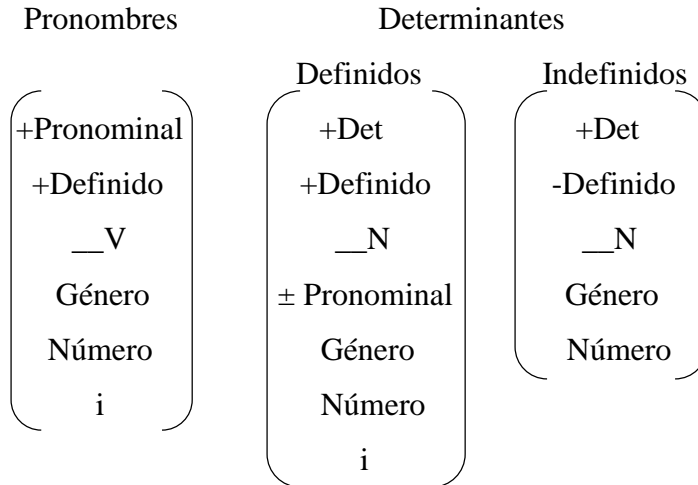 Pronombres Determinantes
Definidos Indefinidos
+Pronominal +Det +Det
+Definido +Definido -Definido
__V __N __N
Género ± Pronominal Género
Número Género Número
i Número
i